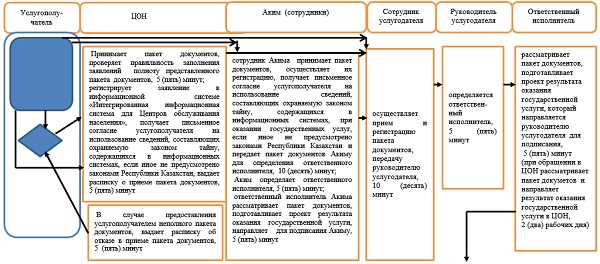 Услугополу-
чатель
ЦОН
Аким (сотрудники)
Сотрудник
услугодателя
Руководитель
услугодателя
Ответственный
исполнитель
Принимает пакет документов,
проверяет правильность заполнения
заявлений полноту представленного
пакета документов, 5 (пять) минут;
регистрирует заявление в
информационной системе
«Интегрированная информационная
система для Центров обслуживания
населения», получает письменное
согласие услугополучателя на
использование сведений, составляющих
охраняемую законом тайну,
содержащихся в информационных
системах, если иное не предусмотрено
законами Республики Казахстан, выдает
расписку о приеме пакета документов,
5 (пять) минут
В случае предоставления
услугополучателем неполного пакета
документов, выдает расписку об
отказе в приеме пакета документов,
5 (пять) минут
сотрудник Акима принимает пакет
документов, осуществляет их
регистрацию, получает письменное
согласие услугополучателя на
использование сведений,
составляющих охраняемую законом
тайну, содержащихся в
информационных системах, при
оказании государственных услуг,
если иное не предусмотрено
законами Республики Казахстан и
передает пакет документов Акиму
для определения ответственного
исполнителя, 10 (десять) минут;
Аким определяет ответственного
исполнителя, 5 (пять) минут;
ответственный исполнитель Акима
рассматривает пакет документов,
подготавливает проект результата
оказания государственной услуги,
направляет для подписания Акиму,
5 (пять) минут
осуществляет
прием и
регистрацию
пакета
документов,
передачу
руководителю
услугодателя,
10 (десять)
минут
определяется
ответствен-
ный
исполнитель,
5 (пять)
минут
рассматривает
пакет документов,
подготавливает
проект результата
оказания
государственной
услуги, который
направляется
руководителю
услугодателя для
подписания,
5 (пять) минут
(при обращении в
ЦОН рассматривает
пакет документов и
направляет
результат оказания
государственной
услуги в ЦОН,
2 (два) рабочих дня)